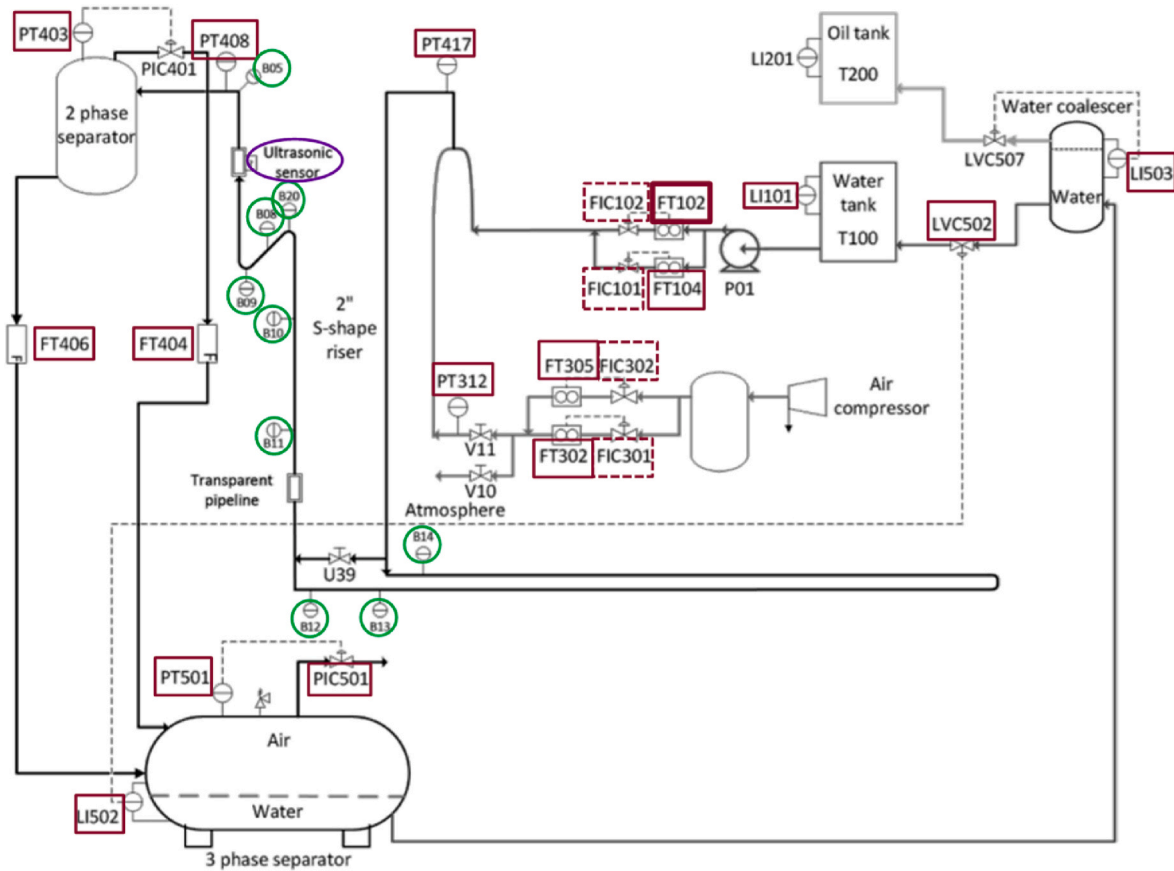 PT403
PT408
PIC401
B05
PT417
Oil tank
T200
LI201
Water coalescer
2 phase
separator
Ultrasonic
sensor
LVC507
LI503
Water
B20
B08
FIC102
FT102
LI101
Water
tank
T100
LVC502
B09
FIC101
FT104
P01
B10
2"
S-shape
riser
FT406
F
FT404
F
FT305
FIC302
PT312
Air
compressor
B11
V11
FT302
FIC301
Transparent
pipeline
V10
Atmosphere
B14
U39
B12
B13
PT501
PIC501
Air
Water
LI502
3 phase separator